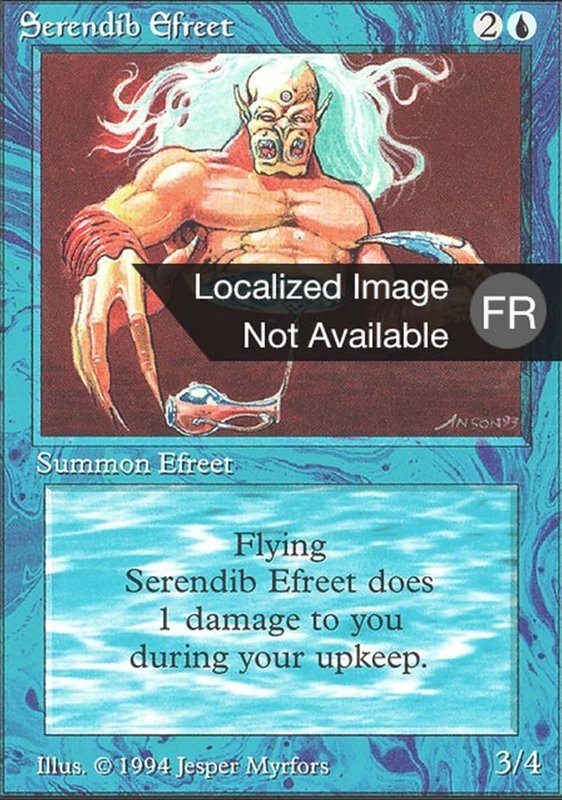 Serendib Efreet 2
Localized Image
Not Available
FR
ANSON93
Summon Efreet
Flying
Serendib Efreet does
1 damage to you
during your upkeep.
Illus. © 1994 Jesper Myrfors 3/4